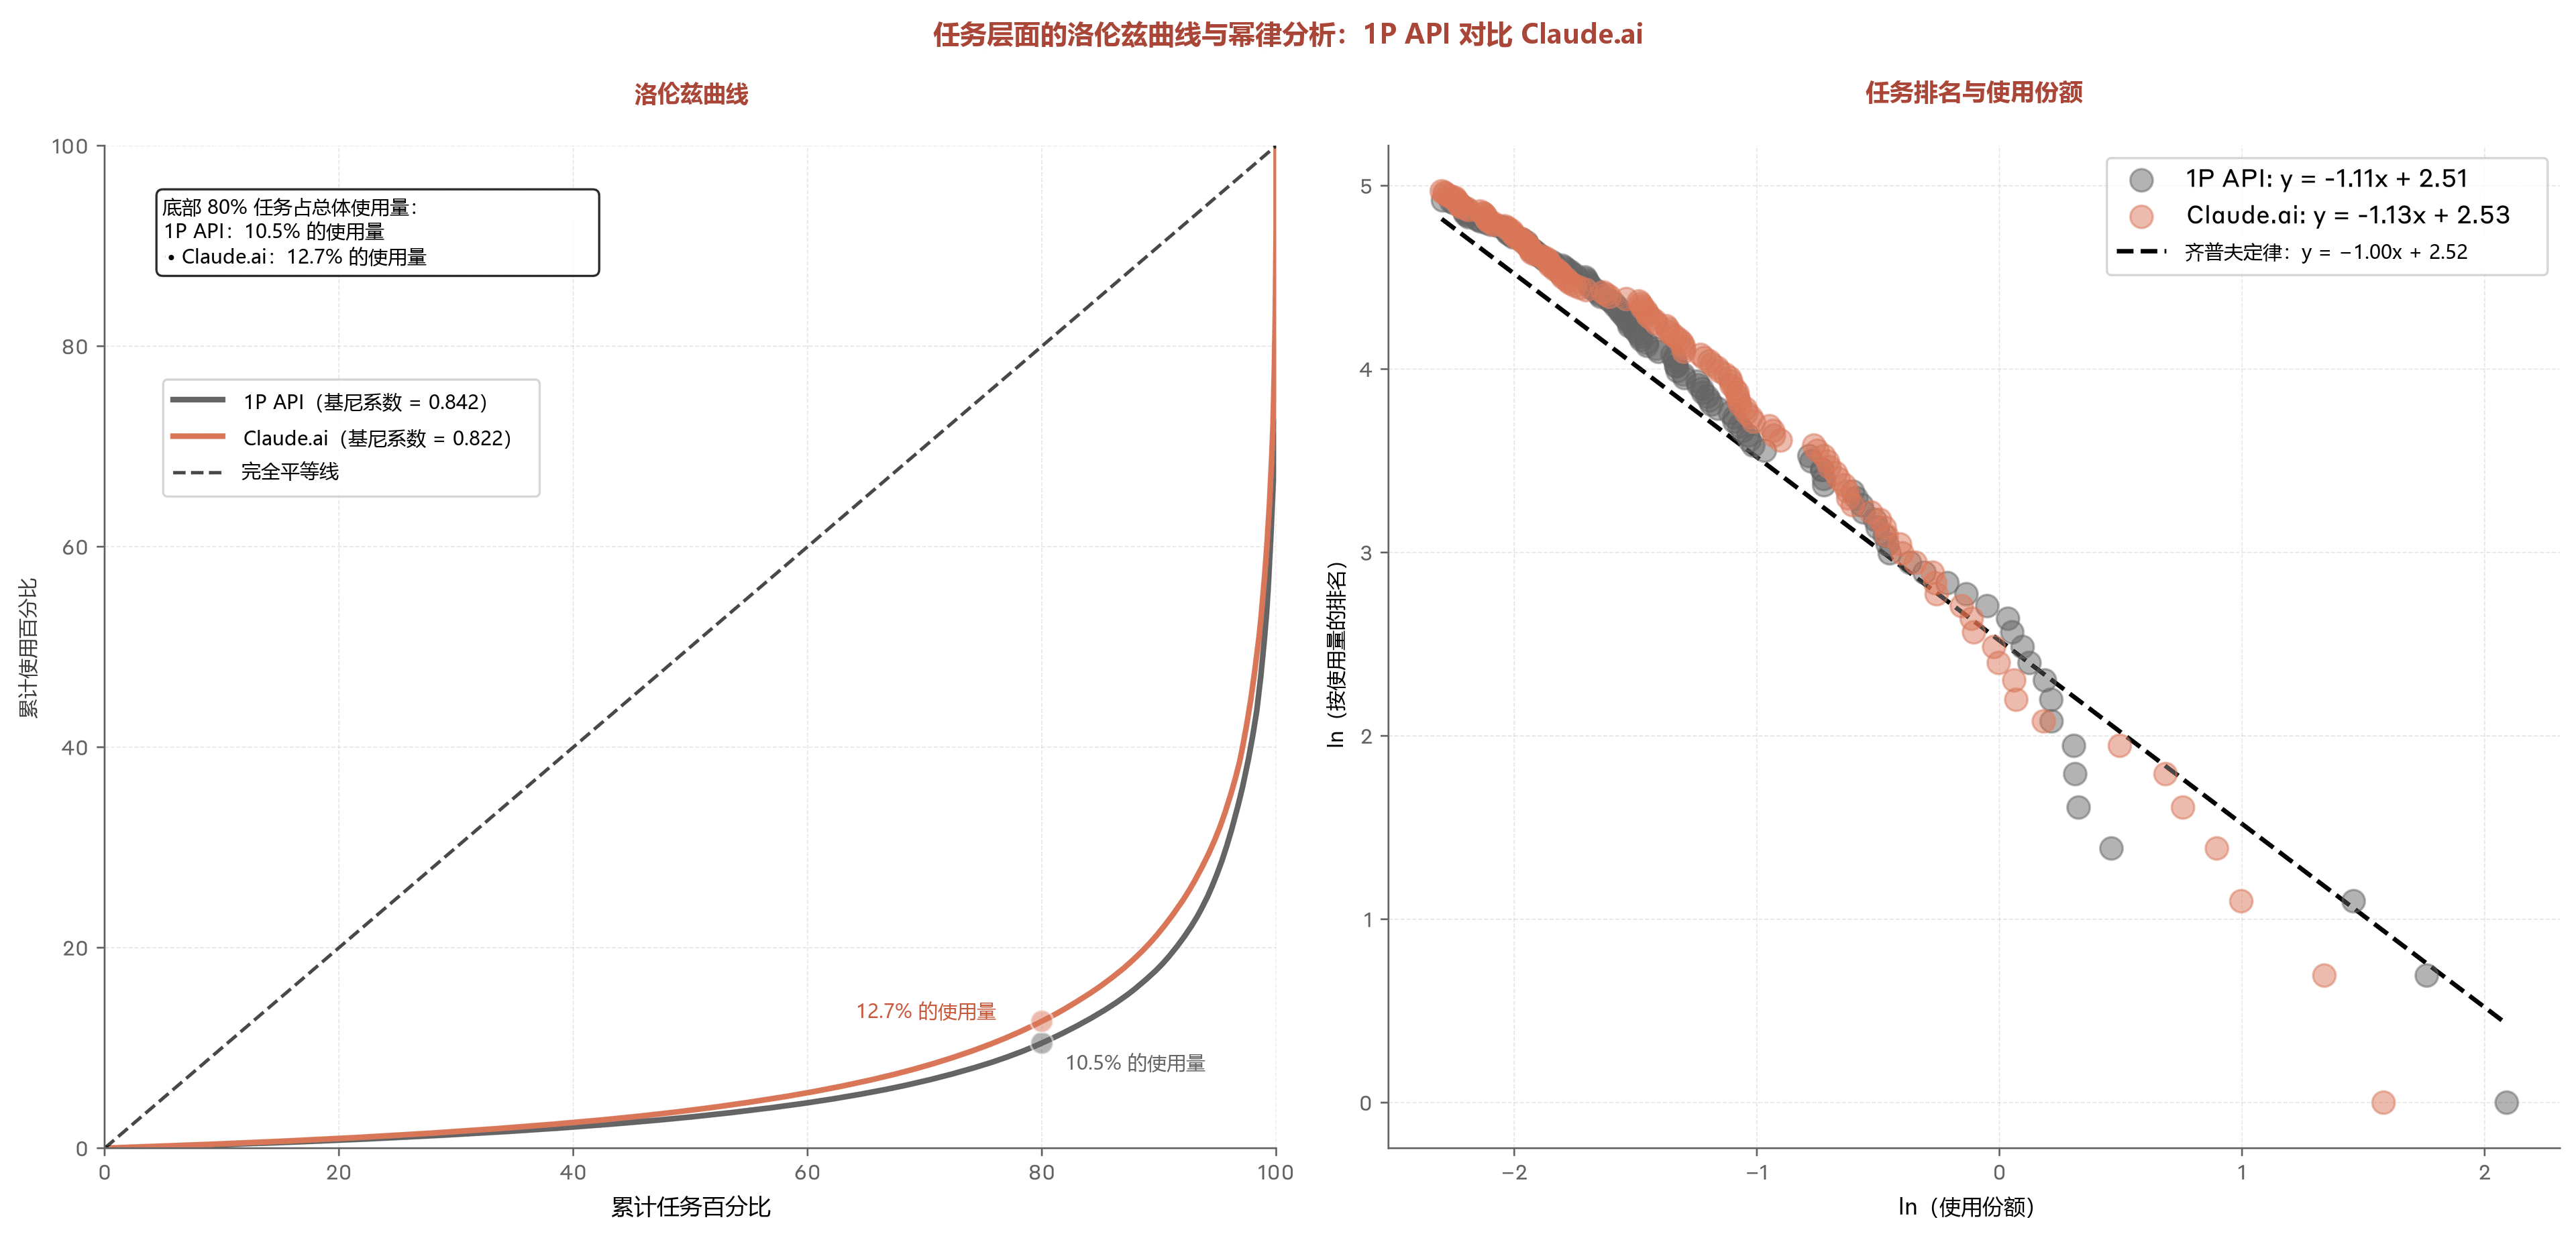 任务层面的洛伦兹曲线与幂律分析：1P API 对比 Claude.ai
洛伦兹曲线
100
80
60
40
20
0
累计使用百分比
底部 80% 任务占总体使用量：
1P API：10.5% 的使用量
• Claude.ai：12.7% 的使用量
1P API（基尼系数 = 0.842）
Claude.ai（基尼系数 = 0.822）
完全平等线
12.7% 的使用量
10.5% 的使用量
0 20 40 60 80 100
累计任务百分比
任务排名与使用份额
5
4
3
2
1
0
ln（按使用量的排名）
1P API: y = -1.11x + 2.51
Claude.ai: y = -1.13x + 2.53
齐普夫定律：y = −1.00x + 2.52
−2 −1 0 1 2
ln（使用份额）